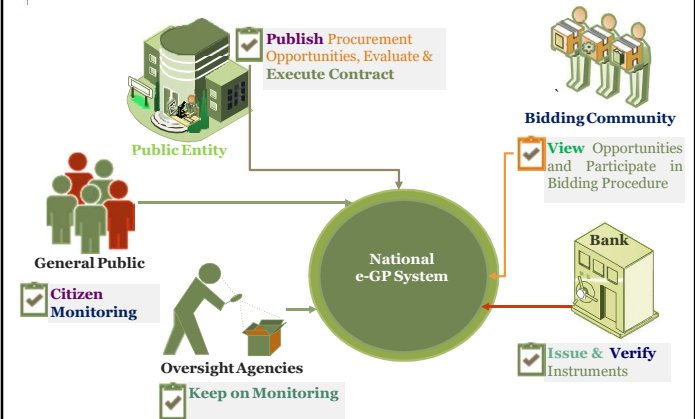 Publish Procurement
Opportunities, Evaluate &
Execute Contract
Public Entity
Bidding Community
View Opportunities
and Participate in
Bidding Procedure
General Public
Citizen
Monitoring
National
e-GP System
Bank
Issue & Verify
Instruments
Oversight Agencies
Keep on Monitoring